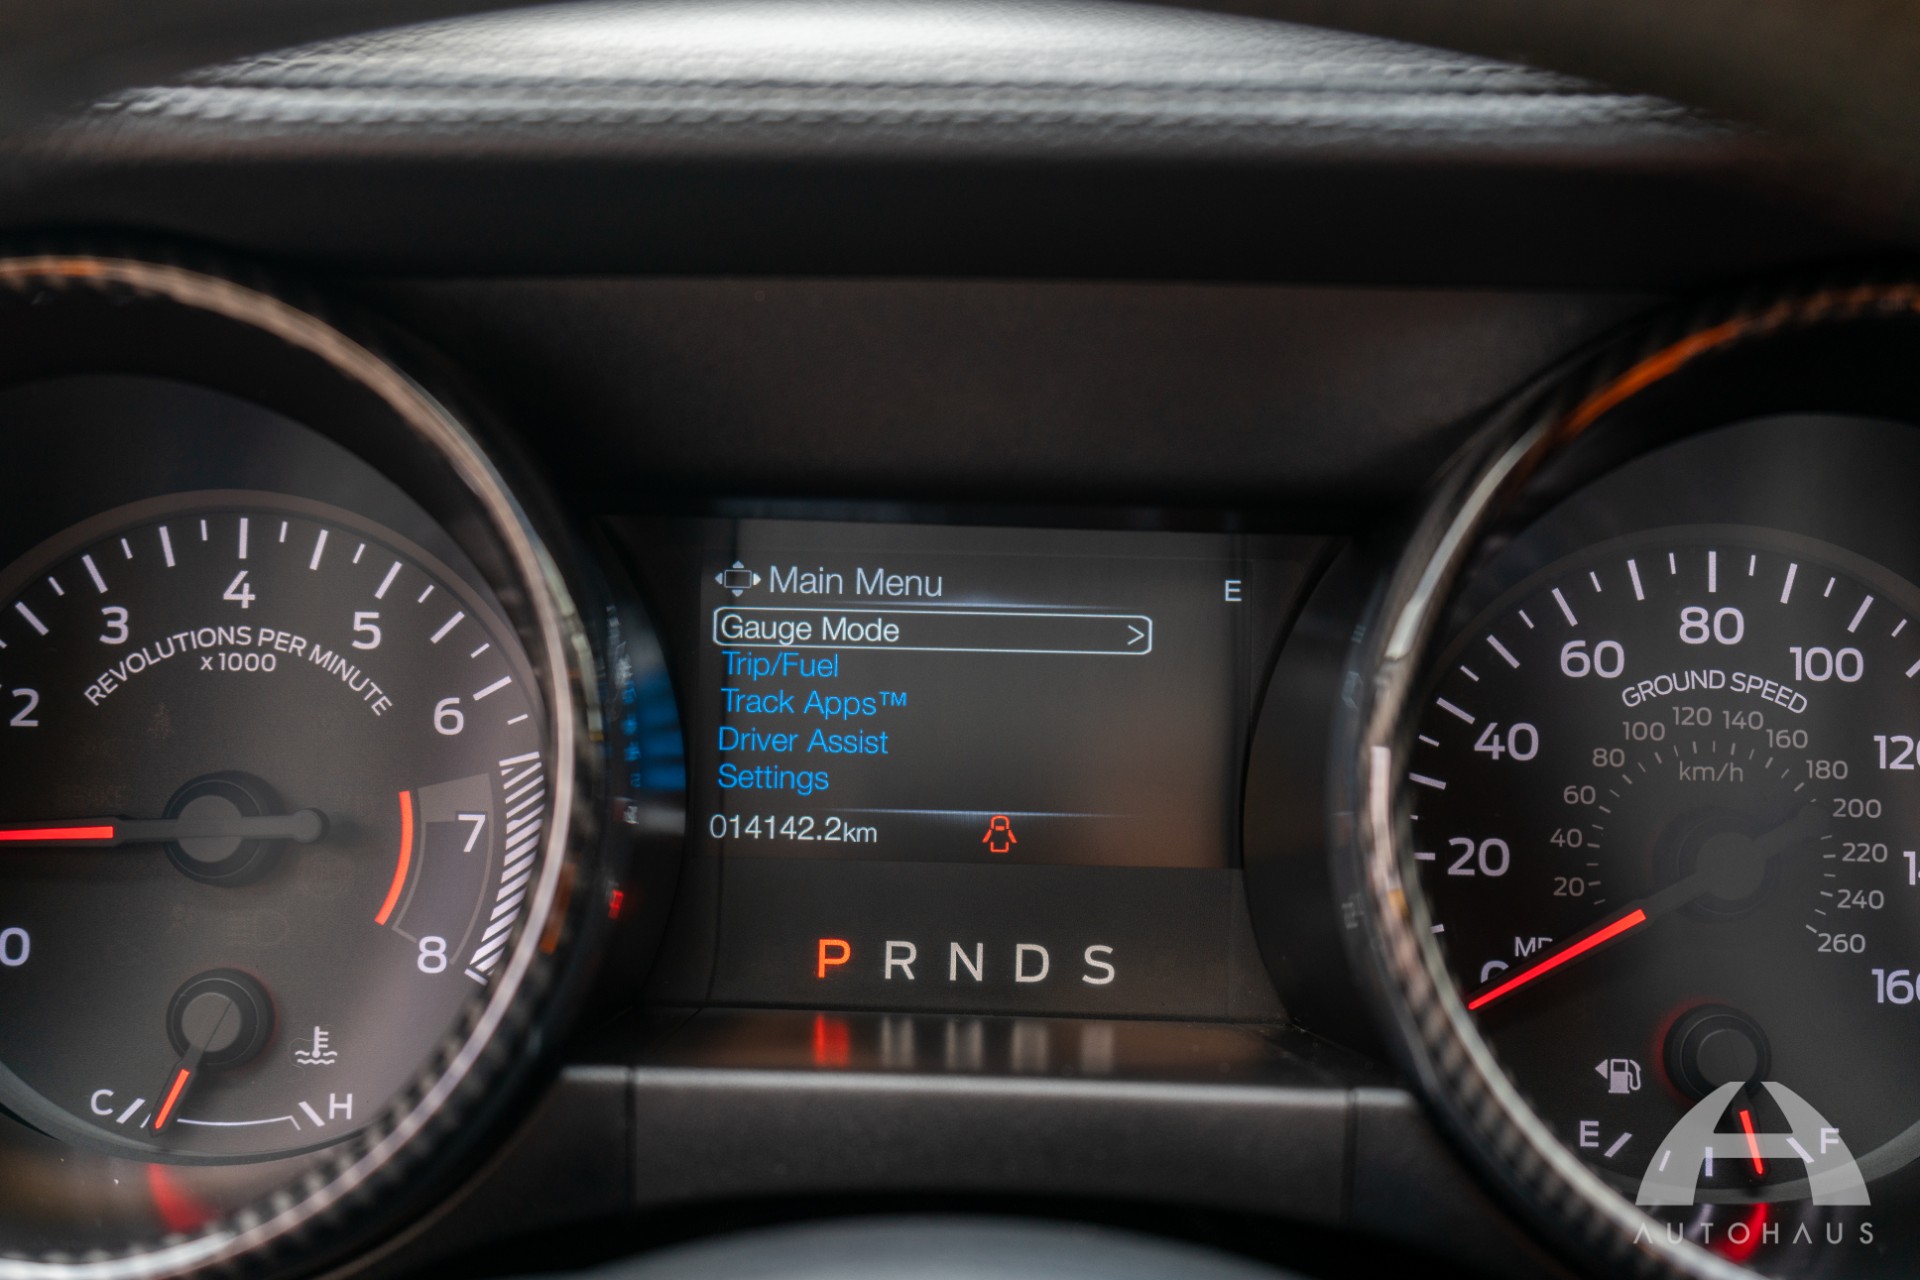 Main Menu
E
Gauge Mode >
Trip/Fuel
Track Apps™
Driver Assist
Settings
014142.2km
P R N D S
0
2
3
4
5
6
7
8
REVOLUTIONS PER MINUTE
x 1000
C
H
20
40
60
80
100
GROUND SPEED
20
40
60
80
100
120
140
160
180
200
220
240
260
km/h
E
F
AUTOHAUS